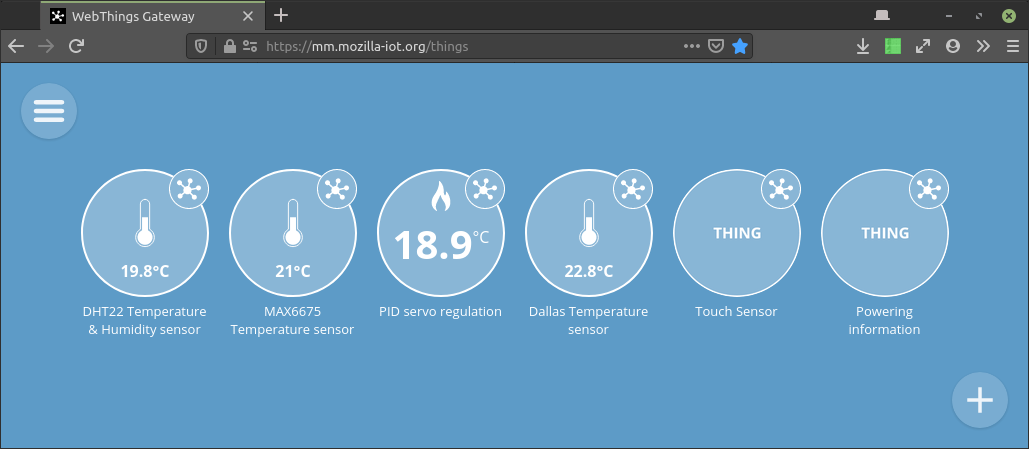 WebThings Gateway
https://mm.mozilla-iot.org/things
19.8°C
21°C
18.9°C
22.8°C
THING
THING
DHT22 Temperature
& Humidity sensor
MAX6675
Temperature sensor
PID servo regulation
Dallas Temperature
sensor
Touch Sensor
Powering
information